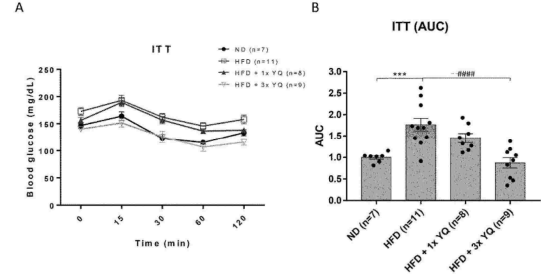 A
ITT
ND (n=7)
HFD (n=11)
HFD + 1x YQ (n=8)
HFD + 3x YQ (n=9)
Blood glucose (mg/dL)
250
200
150
100
50
0
0
15
30
60
120
Time (min)
B
ITT (AUC)
*** ####
AUC
3.0
2.5
2.0
1.5
1.0
0.5
0.0
ND (n=7)
HFD (n=11)
HFD + 1x YQ (n=8)
HFD + 3x YQ (n=9)